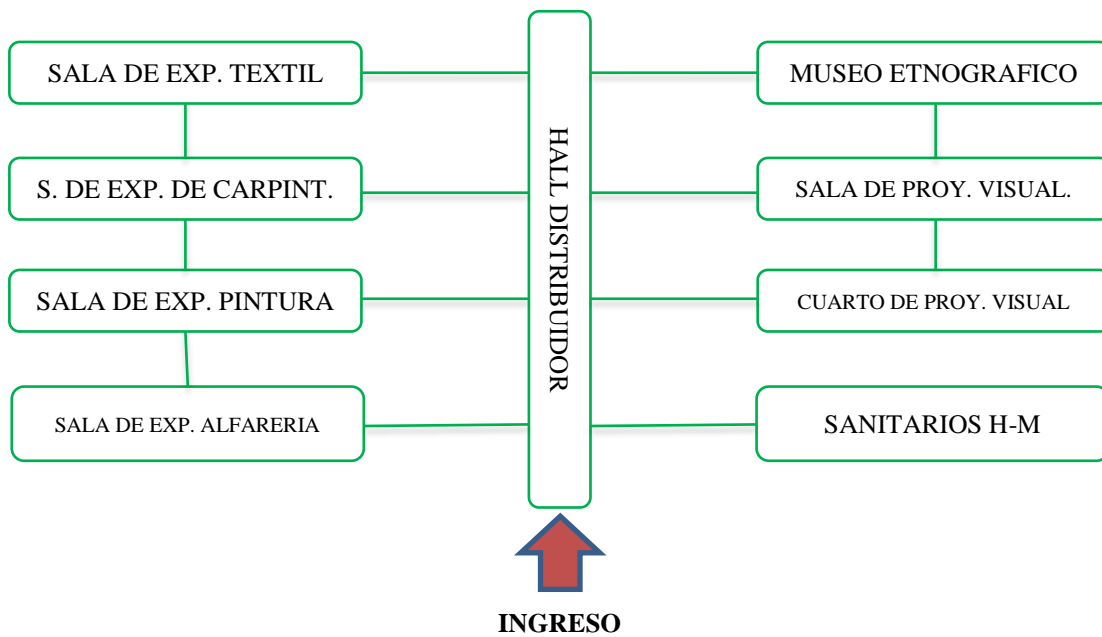 SALA DE EXP. TEXTIL
S. DE EXP. DE CARPINT.
SALA DE EXP. PINTURA
SALA DE EXP. ALFARERIA
HALL DISTRIBUIDOR
MUSEO ETNOGRAFICO
SALA DE PROY. VISUAL.
CUARTO DE PROY. VISUAL
SANITARIOS H-M
INGRESO